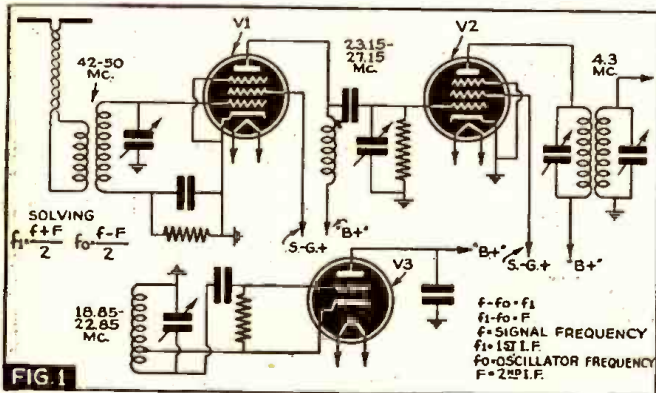 V1
42-50
MC.
23.15-
27.15
MC.
V2
4.3
MC.
SOLVING
f1=f+F/2 fo=f-F/2
S.-G.+
"B+"
V3
"B+"
S.-G.+
"B+"
18.85-
22.85
MC.
f-fo=f1
f1-fo=F
f=SIGNAL FREQUENCY
f1=1ST I.F.
fo=OSCILLATOR FREQUENCY
F=2ND I.F.
FIG.1